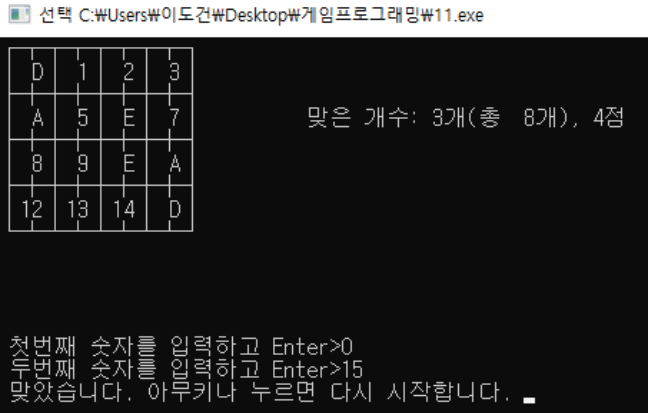 선택 C:₩Users₩이도건₩Desktop₩게임프로그래밍₩11.exe
D 1 2 3
A 5 E 7 맞은 개수: 3개(총 8개), 4점
8 9 E A
12 13 14 D
첫번째 숫자를 입력하고 Enter>0
두번째 숫자를 입력하고 Enter>15
맞았습니다. 아무키나 누르면 다시 시작합니다.